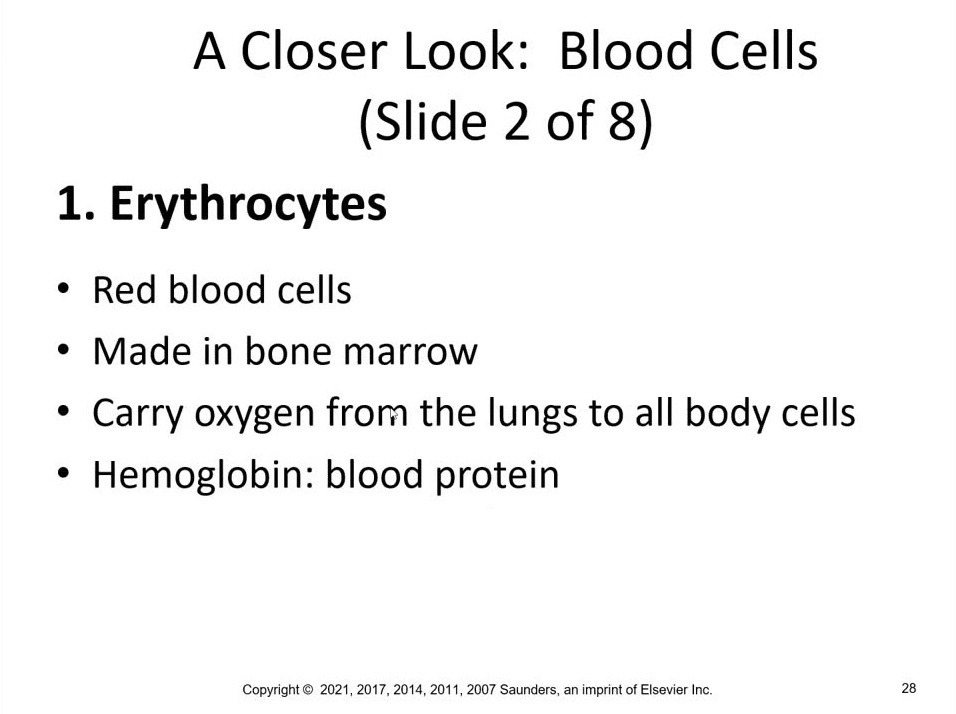 A Closer Look:  Blood Cells
(Slide 2 of 8)
1. Erythrocytes
• Red blood cells
• Made in bone marrow
• Carry oxygen from the lungs to all body cells
• Hemoglobin: blood protein
Copyright ©  2021, 2017, 2014, 2011, 2007 Saunders, an imprint of Elsevier Inc.
28